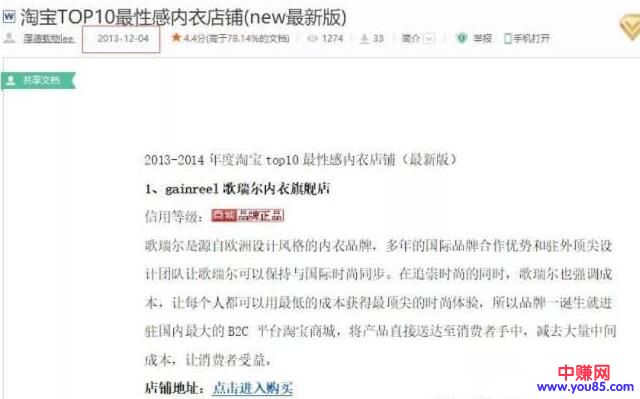 淘宝TOP10最性感内衣店铺(new最新版)
厚德载物lee 2013-12-04 4.4分(高于78.14%的文档) 1274 33 简介 举报 手机打开
共享文档
2013-2014 年度淘宝 top10 最性感内衣店铺（最新版）
1、gainreel 歌瑞尔内衣旗舰店
信用等级： 商城 品牌正品
歌瑞尔是源自欧洲设计风格的内衣品牌，多年的国际品牌合作优势和驻外顶尖设
计团队让歌瑞尔可以保持与国际时尚同步。在追崇时尚的同时，歌瑞尔也强调成
本，让每个人都可以用最低的成本获得最顶尖的时尚体验，所以品牌一诞生就进
驻国内最大的 B2C 平台淘宝商城，将产品直接送达至消费者手中，减去大量中间
成本，让消费者受益。
店铺地址：点击进入购买
中赚网
www.you85.com